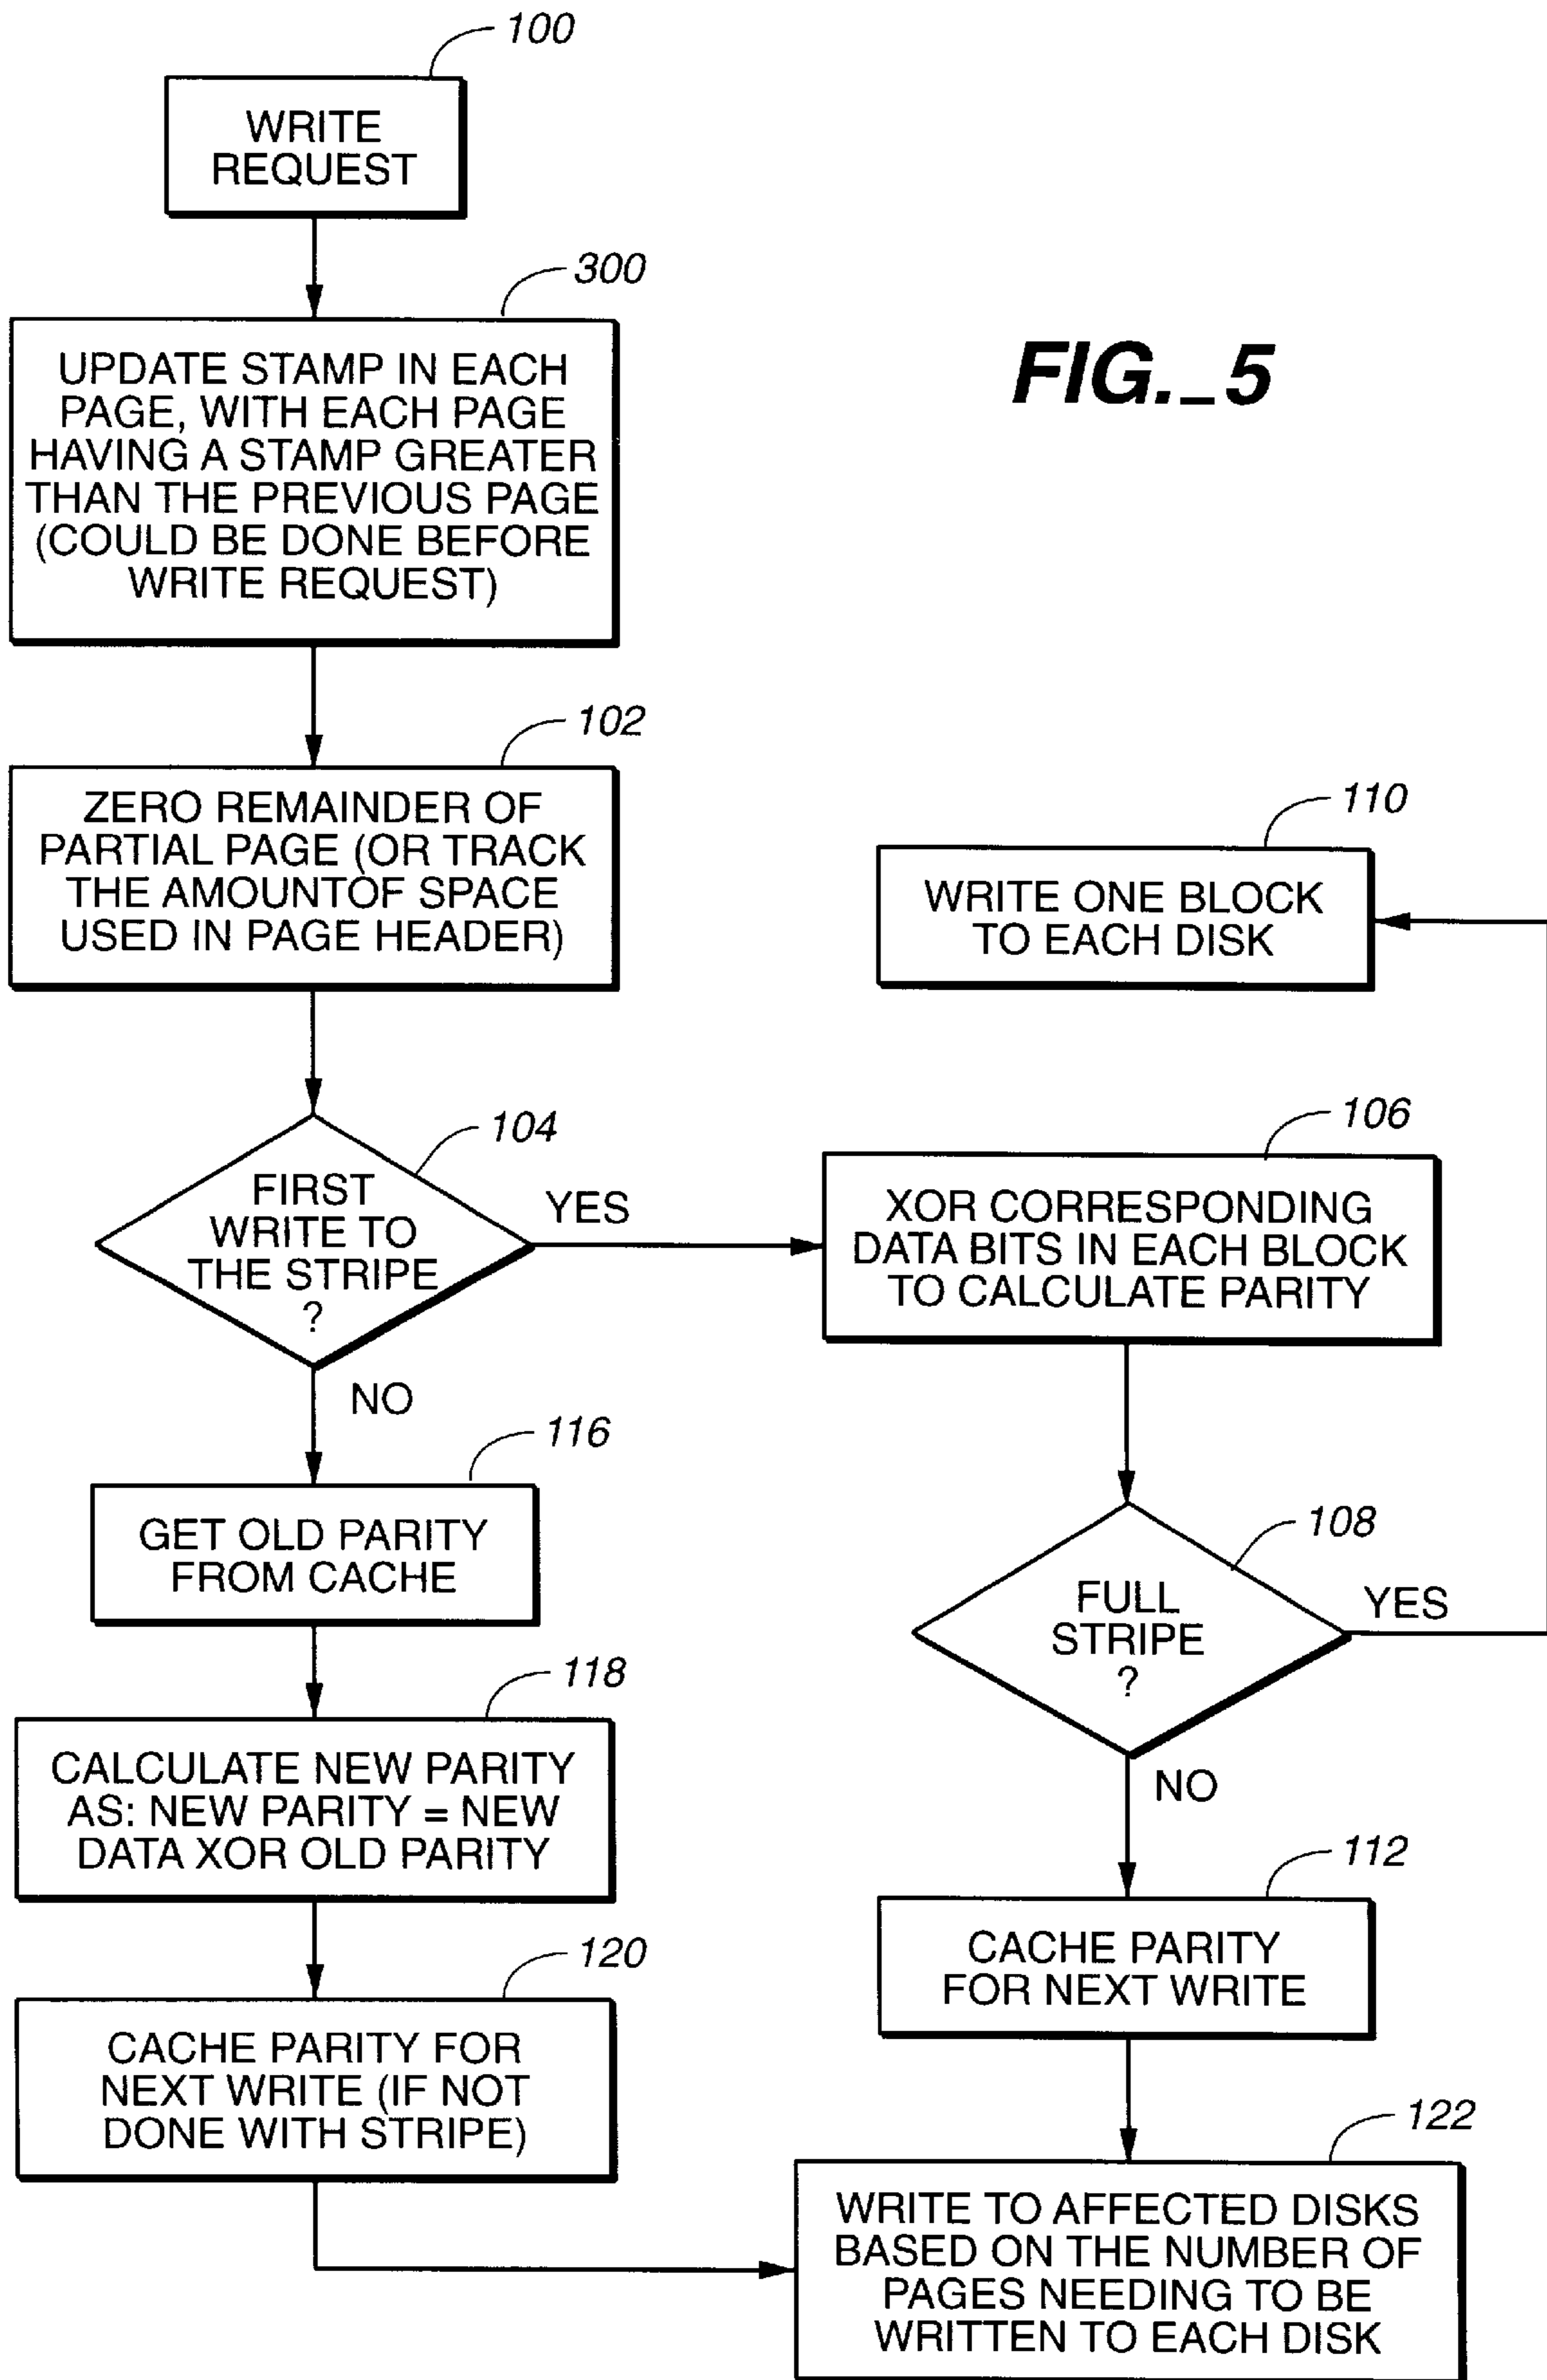 100
WRITE
REQUEST
300
UPDATE STAMP IN EACH
PAGE, WITH EACH PAGE
HAVING A STAMP GREATER
THAN THE PREVIOUS PAGE
(COULD BE DONE BEFORE
WRITE REQUEST)
FIG._5
102
ZERO REMAINDER OF
PARTIAL PAGE (OR TRACK
THE AMOUNTOF SPACE
USED IN PAGE HEADER)
110
WRITE ONE BLOCK
TO EACH DISK
104
FIRST
WRITE TO
THE STRIPE
?
YES
106
XOR CORRESPONDING
DATA BITS IN EACH BLOCK
TO CALCULATE PARITY
NO
116
GET OLD PARITY
FROM CACHE
108
FULL
STRIPE
?
YES
NO
118
CALCULATE NEW PARITY
AS: NEW PARITY = NEW
DATA XOR OLD PARITY
112
CACHE PARITY
FOR NEXT WRITE
120
CACHE PARITY FOR
NEXT WRITE (IF NOT
DONE WITH STRIPE)
122
WRITE TO AFFECTED DISKS
BASED ON THE NUMBER OF
PAGES NEEDING TO BE
WRITTEN TO EACH DISK